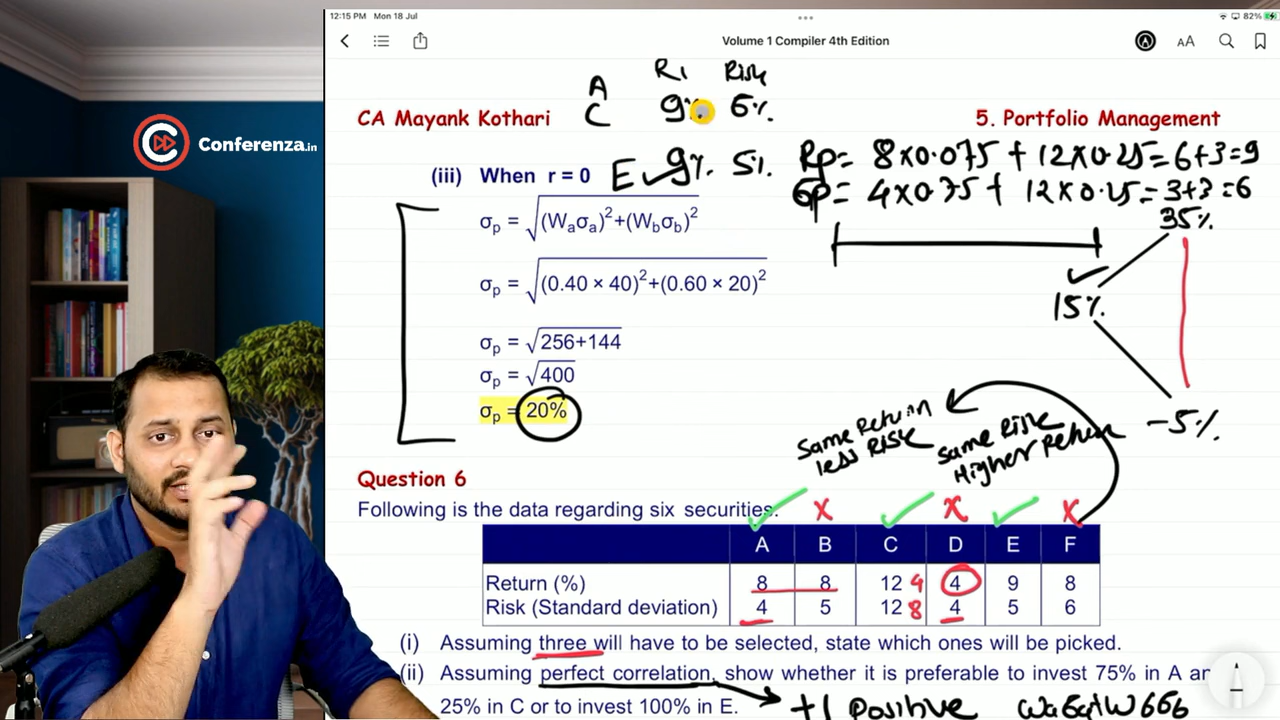 12:15 PM Mon 18 Jul
82%
Volume 1 Compiler 4th Edition
AA
Conferenza.in
CA Mayank Kothari
5. Portfolio Management
R1 Risk
A
C 9% 6%
E 9% 5%
Rp = 8×0.075 + 12×0.25 = 6+3=9
σp = 4×0.75 + 12×0.25 = 3+3=6
(iii) When r = 0
σp = √(Waσa)²+(Wbσb)²
σp = √(0.40 × 40)²+(0.60 × 20)²
σp = √256+144
σp = √400
σp = 20%
35%
15%
-5%
Same Return
less Risk
Same Risk
Higher Return
Question 6
Following is the data regarding six securities:
A B C D E F
Return (%) 8 8 12 4 4 9 8
Risk (Standard deviation) 4 5 12 8 4 5 6
(i) Assuming three will have to be selected, state which ones will be picked.
(ii) Assuming perfect correlation, show whether it is preferable to invest 75% in A an
25% in C or to invest 100% in E.
+1 Positive